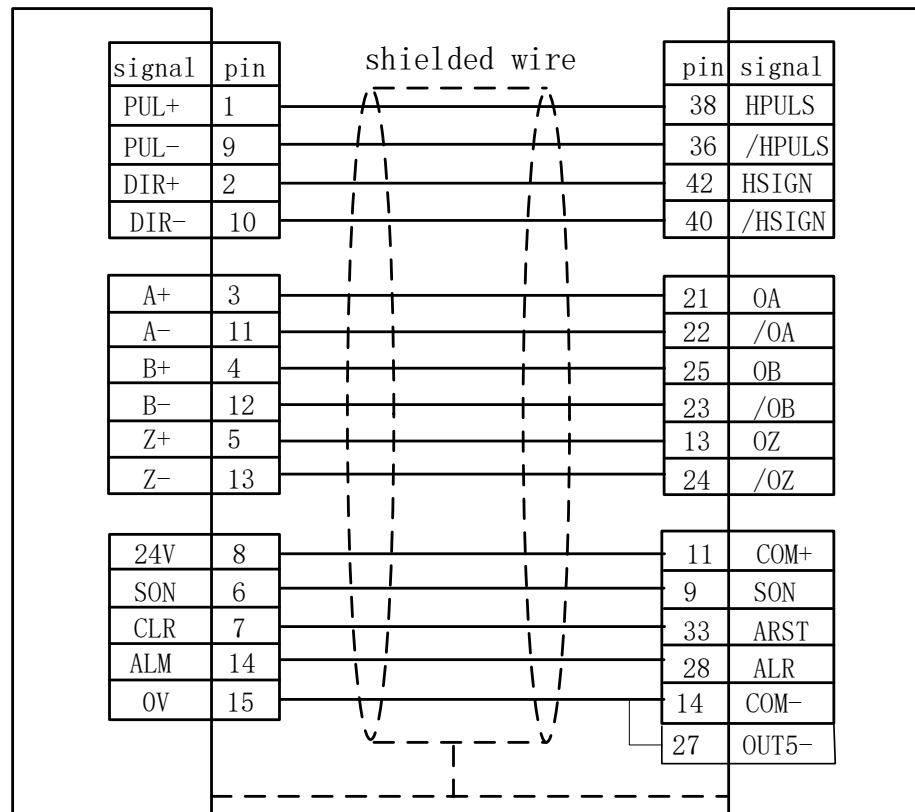 shielded wire
signal pin pin signal
PUL+ 1 38 HPULS
PUL- 9 36 /HPULS
DIR+ 2 42 HSIGN
DIR- 10 40 /HSIGN
A+ 3 21 OA
A- 11 22 /OA
B+ 4 25 OB
B- 12 23 /OB
Z+ 5 13 OZ
Z- 13 24 /OZ
24V 8 11 COM+
SON 6 9 SON
CLR 7 33 ARST
ALM 14 28 ALR
0V 15 14 COM-
27 OUT5-